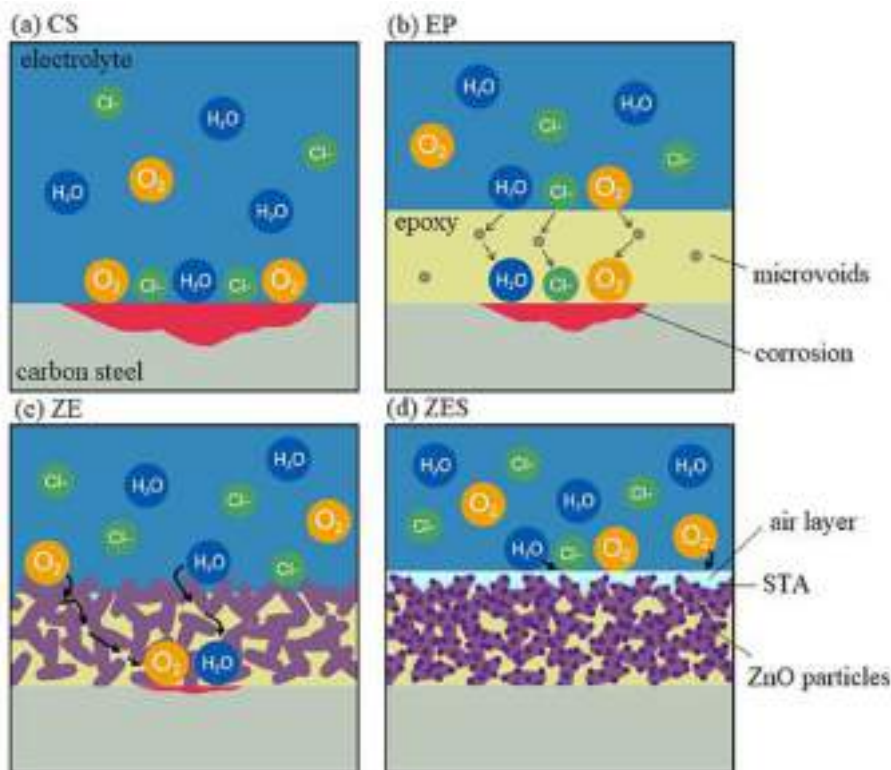 (a) CS
electrolyte
Cl-
H₂O
Cl-
H₂O
O₂
H₂O
O₂
Cl-
H₂O
Cl-
O₂
carbon steel
(b) EP
H₂O
H₂O
Cl-
O₂
Cl-
H₂O
Cl-
O₂
epoxy
H₂O
Cl-
O₂
microvoids
corrosion
(c) ZE
H₂O
Cl-
H₂O
Cl-
O₂
Cl-
O₂
H₂O
Cl-
O₂
H₂O
(d) ZES
H₂O
Cl-
H₂O
O₂
Cl-
H₂O
Cl-
O₂
H₂O
Cl-
O₂
air layer
STA
ZnO particles